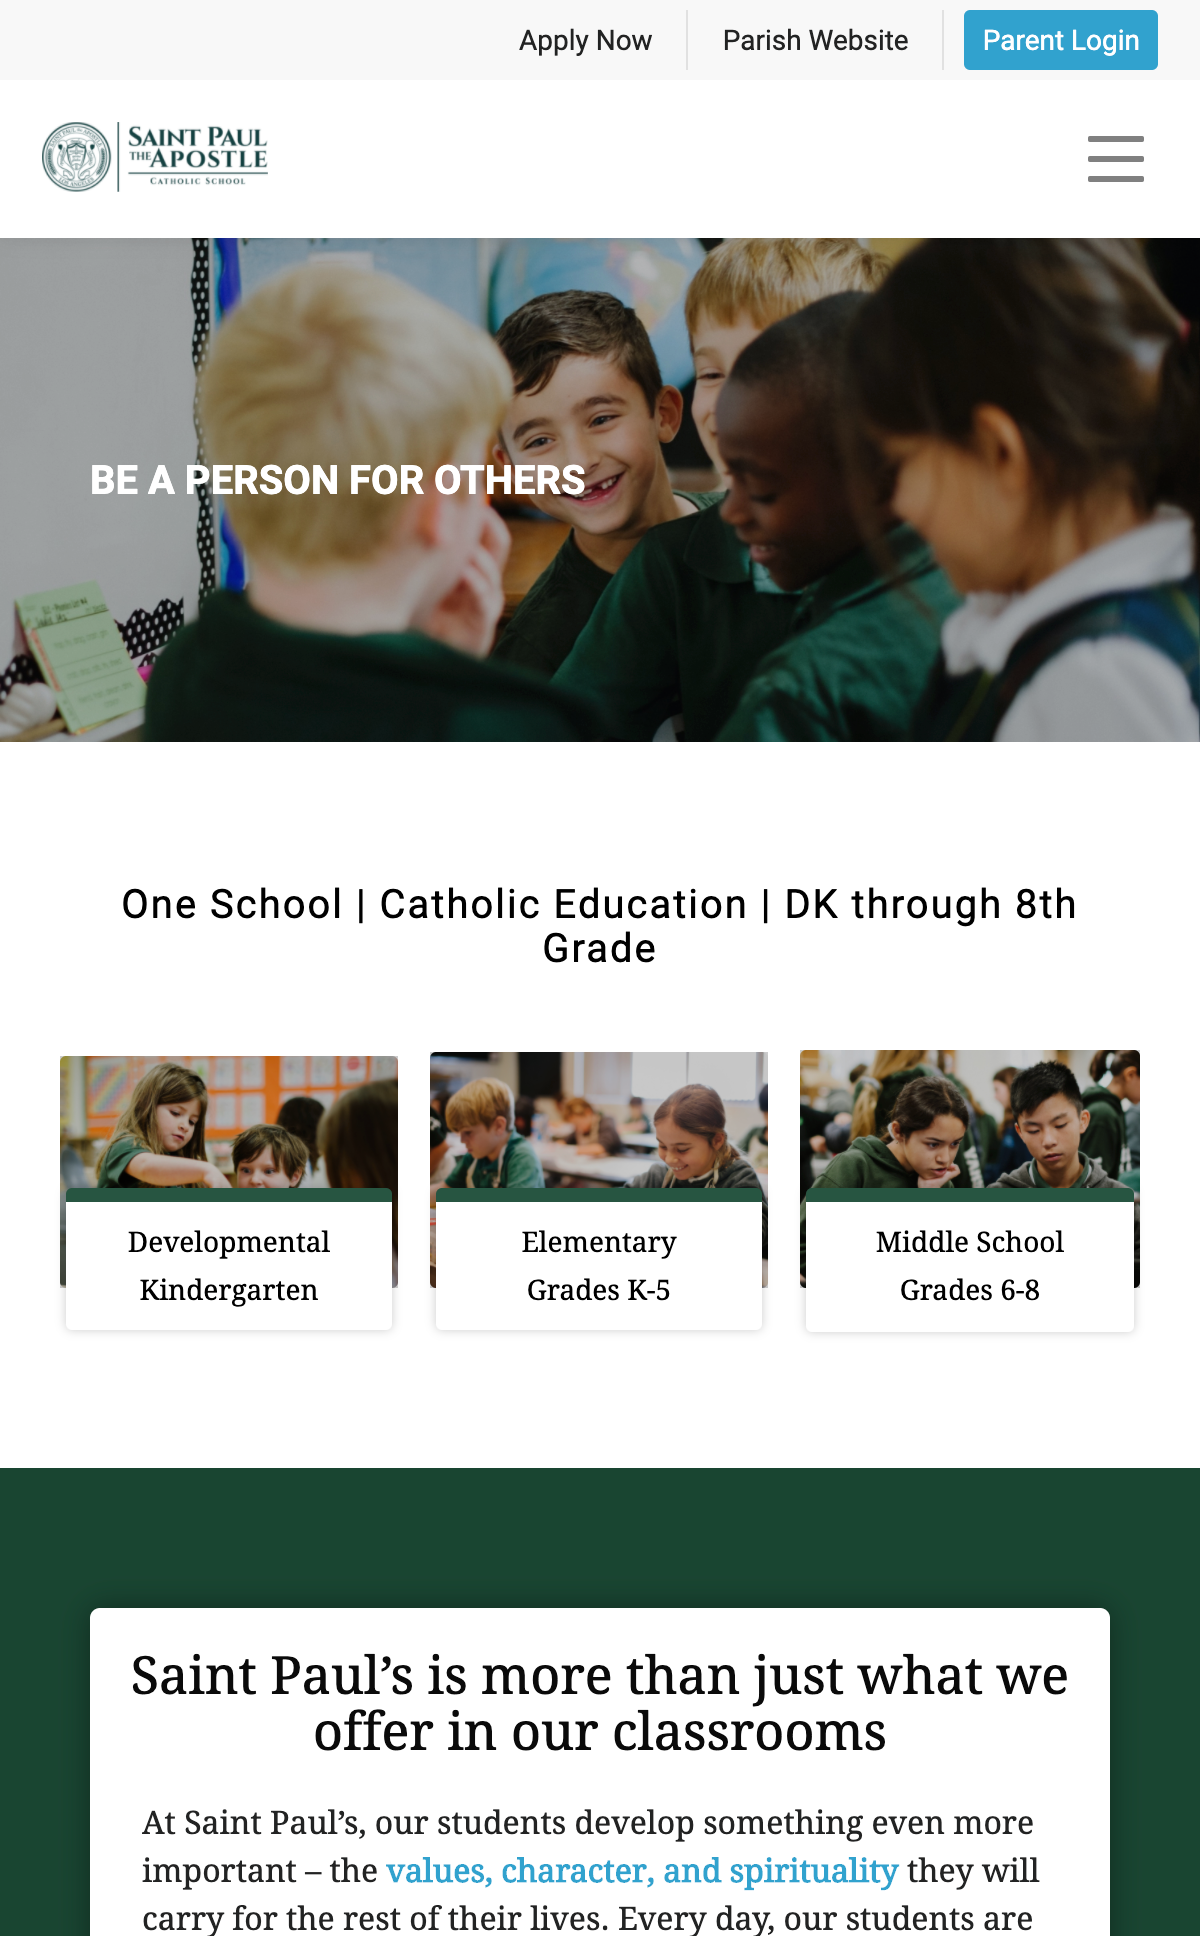 Apply Now
Parish Website
Parent Login
SAINT PAUL
THE APOSTLE
CATHOLIC SCHOOL
BE A PERSON FOR OTHERS
One School | Catholic Education | DK through 8th
Grade
Developmental
Kindergarten
Elementary
Grades K-5
Middle School
Grades 6-8
Saint Paul’s is more than just what we
offer in our classrooms
At Saint Paul’s, our students develop something even more
important – the values, character, and spirituality they will
carry for the rest of their lives. Every day, our students are